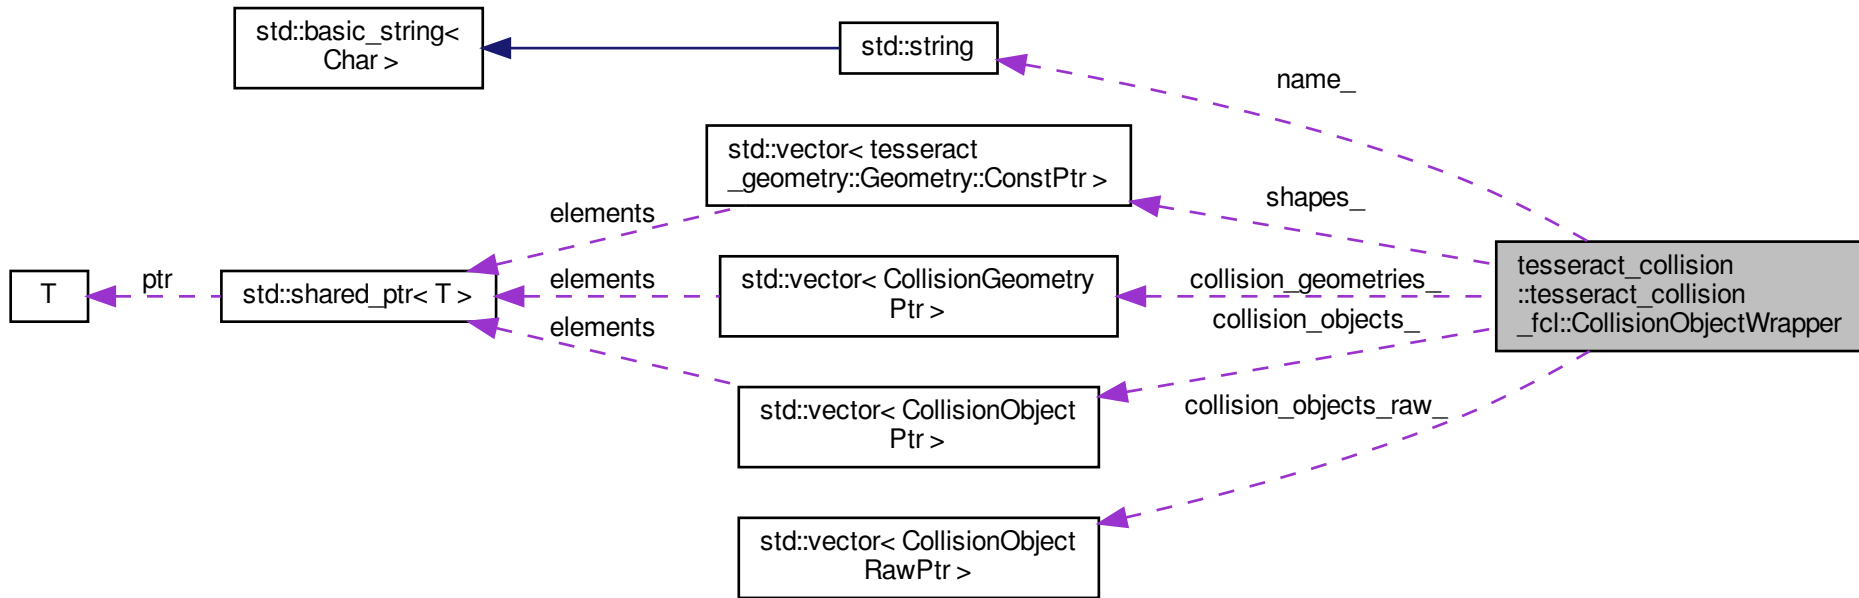 std::basic_string<
Char >
std::string
name_
std::vector< tesseract
_geometry::Geometry::ConstPtr >
shapes_
elements
T
ptr
std::shared_ptr< T >
elements
std::vector< CollisionGeometry
Ptr >
collision_geometries_
tesseract_collision
::tesseract_collision
_fcl::CollisionObjectWrapper
elements
collision_objects_
std::vector< CollisionObject
Ptr >
collision_objects_raw_
std::vector< CollisionObject
RawPtr >